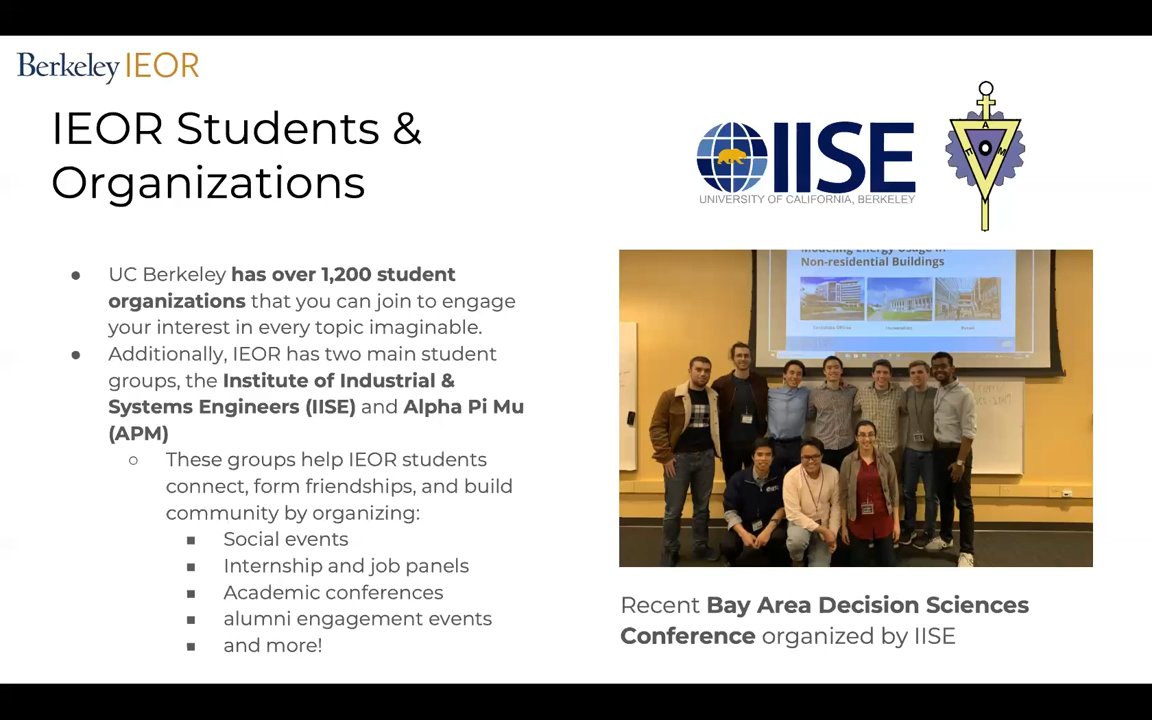 Berkeley IEOR
IEOR Students &
Organizations
IISE
UNIVERSITY OF CALIFORNIA, BERKELEY
A
Π M
● UC Berkeley has over 1,200 student
organizations that you can join to engage
your interest in every topic imaginable.
● Additionally, IEOR has two main student
groups, the Institute of Industrial &
Systems Engineers (IISE) and Alpha Pi Mu
(APM)
○ These groups help IEOR students
connect, form friendships, and build
community by organizing:
■ Social events
■ Internship and job panels
■ Academic conferences
■ alumni engagement events
■ and more!
Modeling Energy Usage in
Non-residential Buildings
Recent Bay Area Decision Sciences
Conference organized by IISE